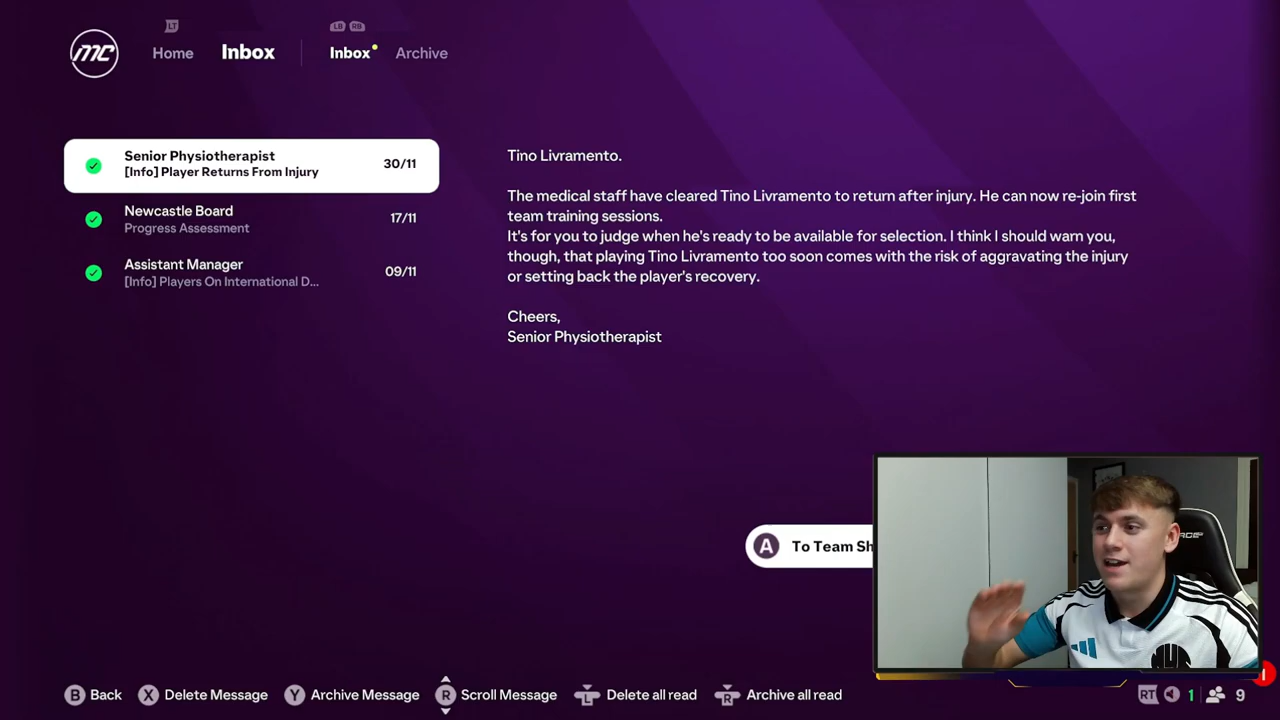 LT
LB RB
MC
Home
Inbox
Inbox
Archive
Senior Physiotherapist
[Info] Player Returns From Injury
30/11
Newcastle Board
Progress Assessment
17/11
Assistant Manager
[Info] Players On International D...
09/11
Tino Livramento.
The medical staff have cleared Tino Livramento to return after injury. He can now re-join first
team training sessions.
It's for you to judge when he's ready to be available for selection. I think I should warn you,
though, that playing Tino Livramento too soon comes with the risk of aggravating the injury
or setting back the player's recovery.
Cheers,
Senior Physiotherapist
A To Team Sh
B Back
X Delete Message
Y Archive Message
R Scroll Message
L Delete all read
R Archive all read
RT 1 9